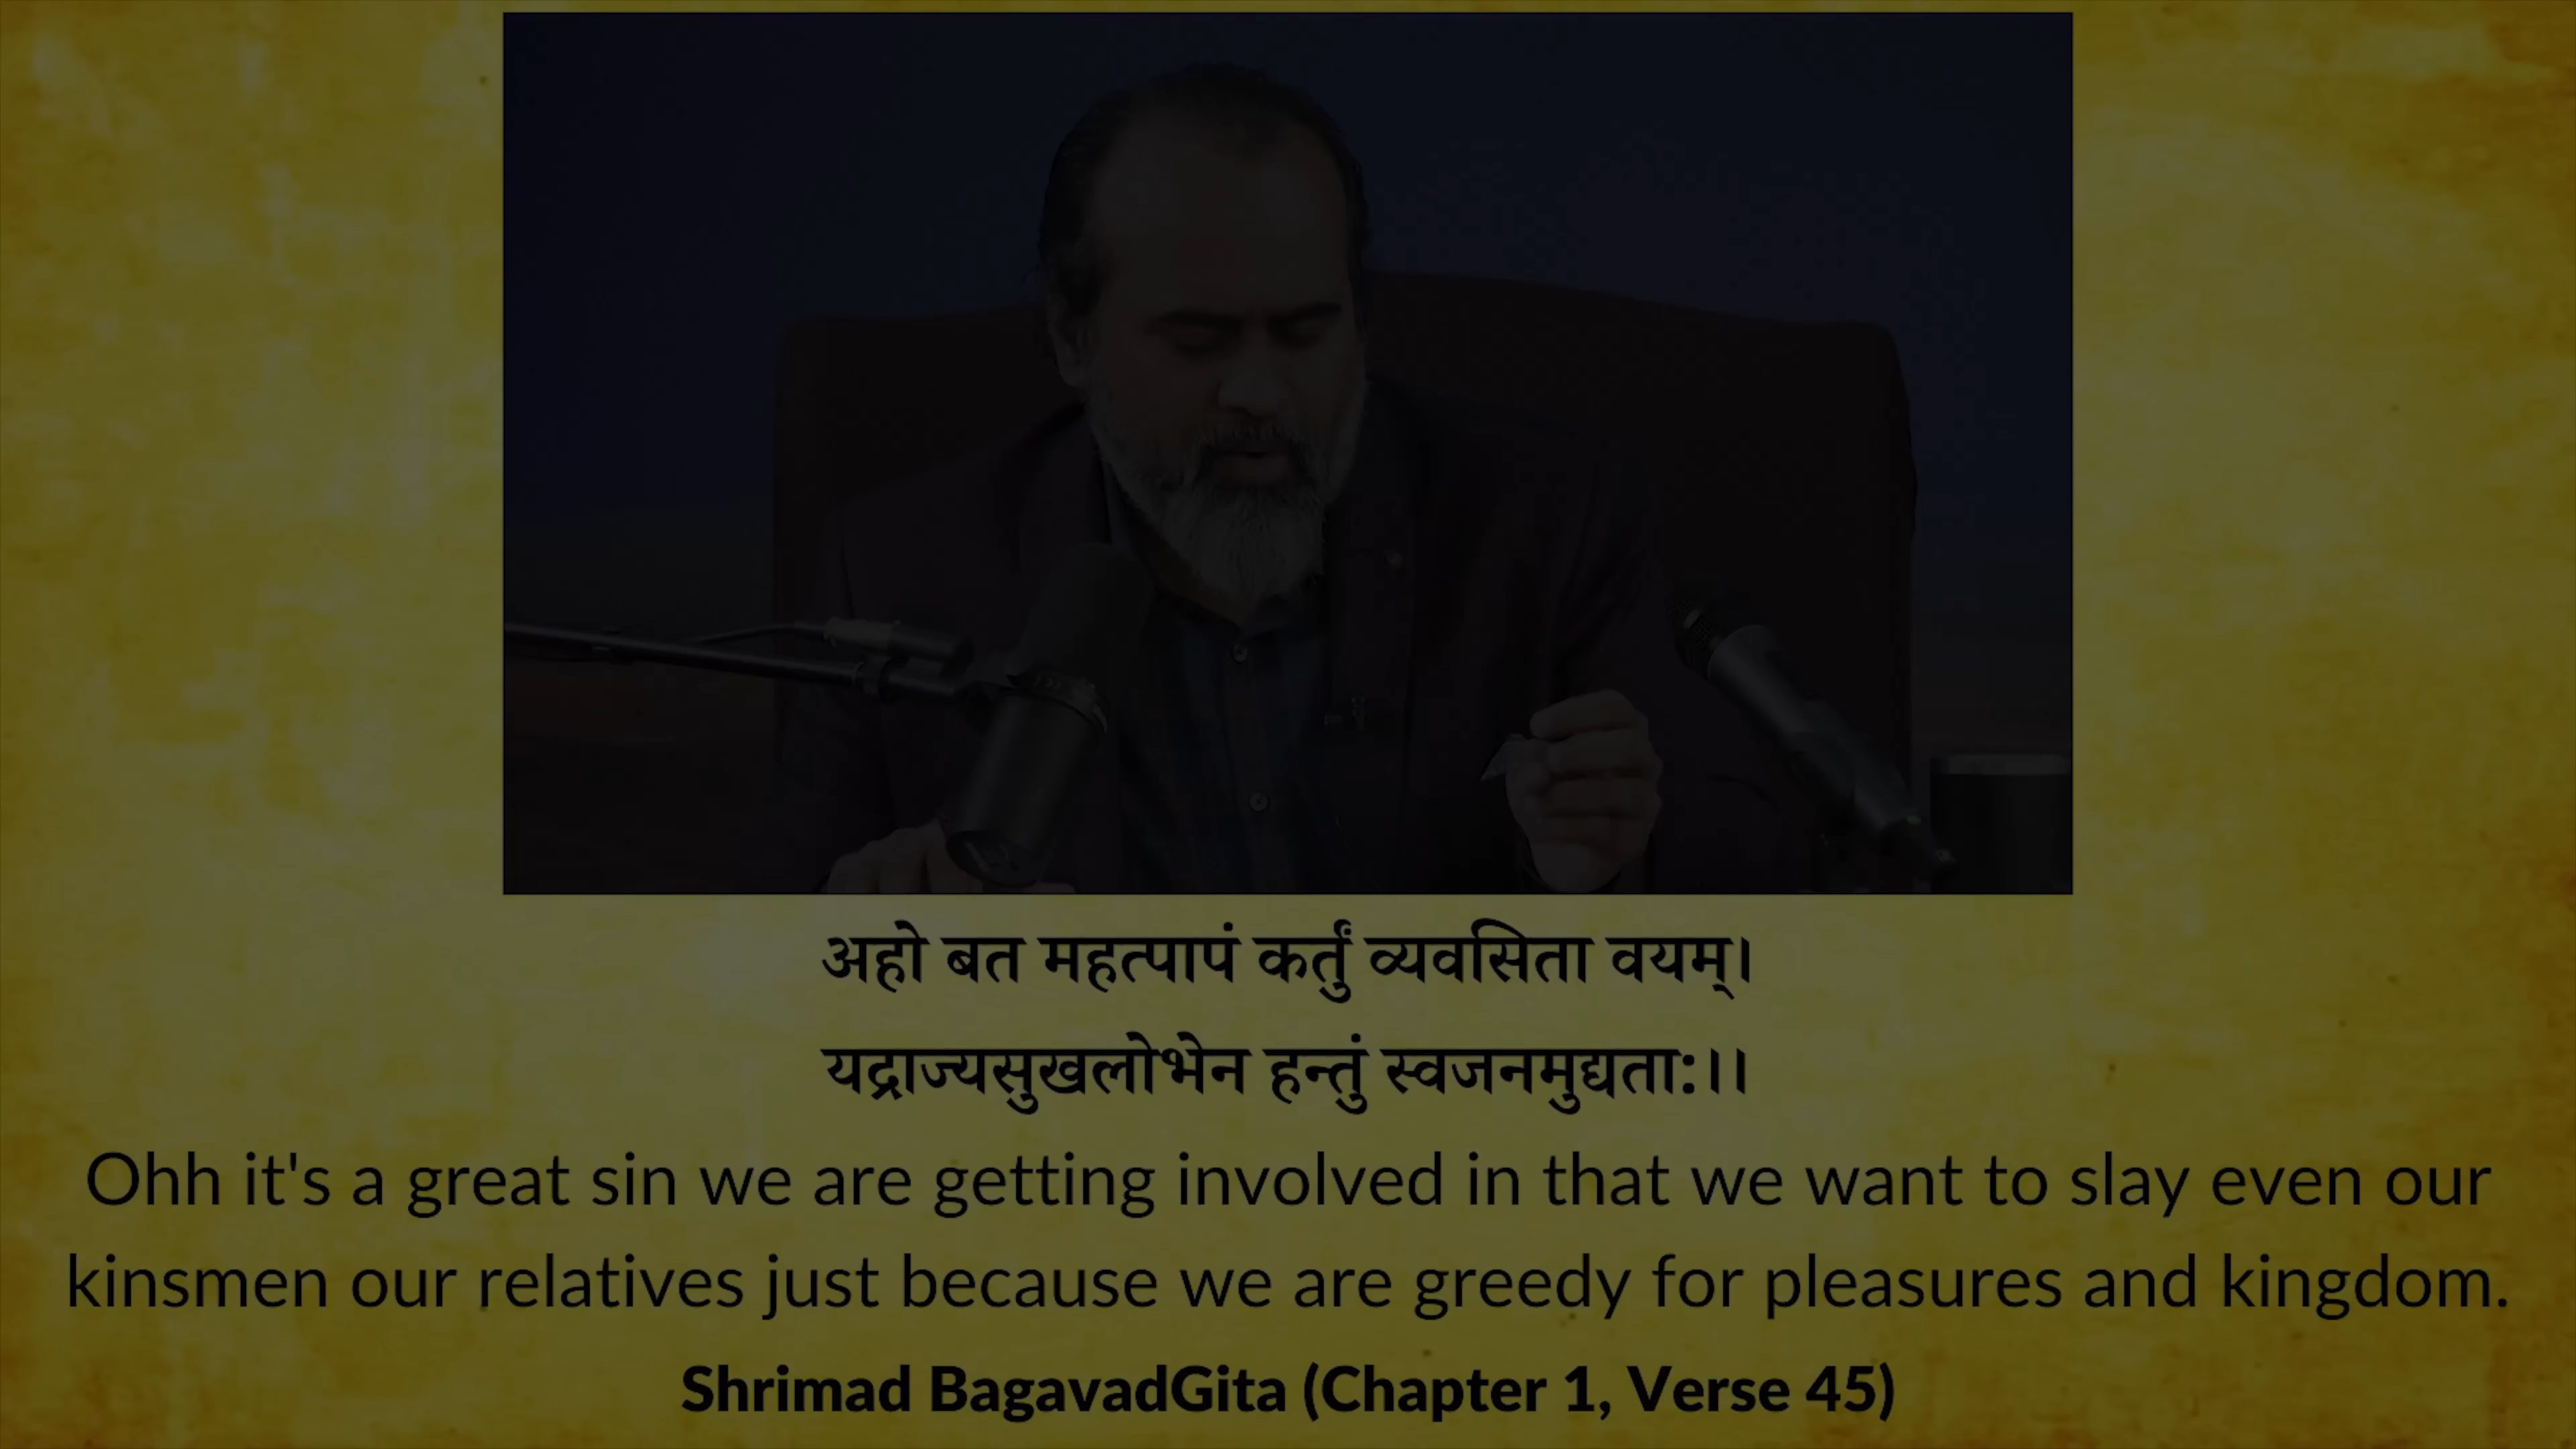 अहो बत महत्पापं कर्तुं व्यवसिता वयम्।
यद्राज्यसुखलोभेन हन्तुं स्वजनमुद्यताः।।
Ohh it's a great sin we are getting involved in that we want to slay even our
kinsmen our relatives just because we are greedy for pleasures and kingdom.
Shrimad BagavadGita (Chapter 1, Verse 45)